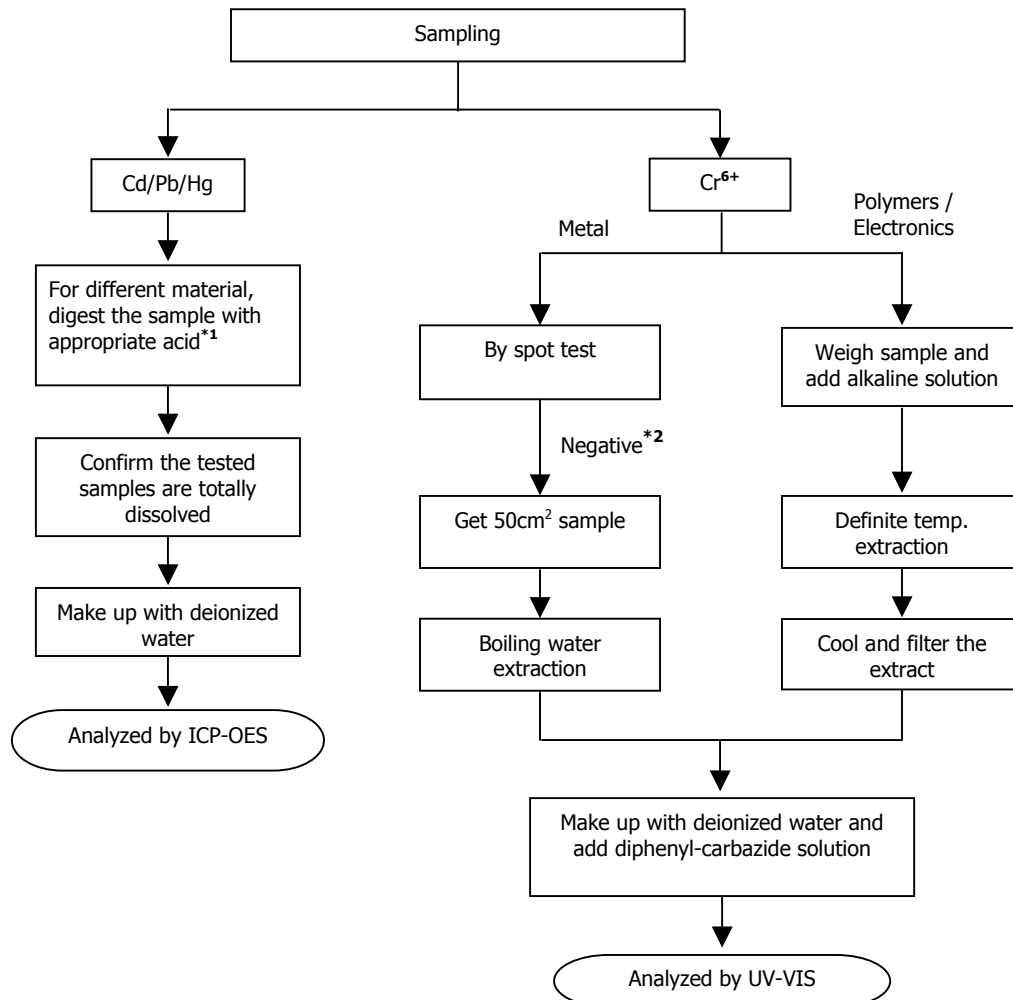 Sampling
Cd/Pb/Hg
For different material,
digest the sample with
appropriate acid*1
Confirm the tested
samples are totally
dissolved
Make up with deionized
water
Analyzed by ICP-OES
Cr6+
Metal
Polymers /
Electronics
By spot test
Negative*2
Get 50cm2 sample
Boiling water
extraction
Weigh sample and
add alkaline solution
Definite temp.
extraction
Cool and filter the
extract
Make up with deionized water and
add diphenyl-carbazide solution
Analyzed by UV-VIS